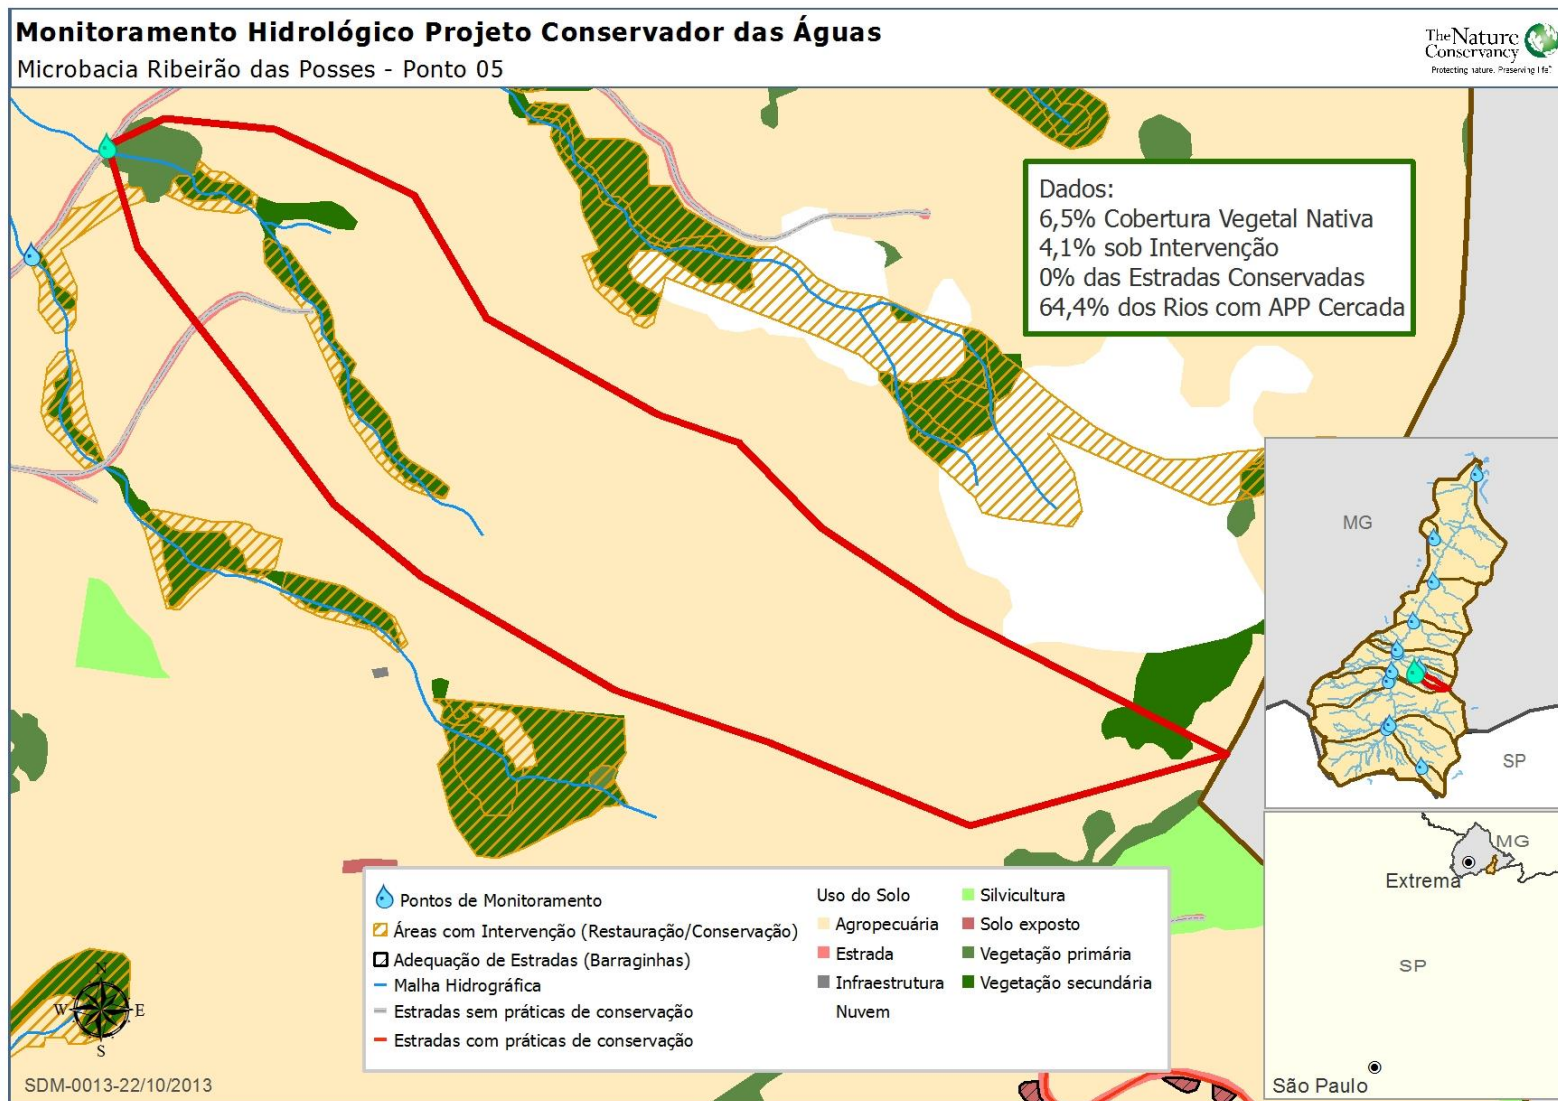 Monitoramento Hidrológico Projeto Conservador das Águas
Microbacia Ribeirão das Posses - Ponto 05
The Nature
Conservancy
Protecting nature. Preserving life.
Dados:
6,5% Cobertura Vegetal Nativa
4,1% sob Intervenção
0% das Estradas Conservadas
64,4% dos Rios com APP Cercada
MG
SP
MG
Extrema
SP
São Paulo
Pontos de Monitoramento
Áreas com Intervenção (Restauração/Conservação)
Adequação de Estradas (Barraginhas)
Malha Hidrográfica
Estradas sem práticas de conservação
Estradas com práticas de conservação
Uso do Solo
Agropecuária
Estrada
Infraestrutura
Nuvem
Silvicultura
Solo exposto
Vegetação primária
Vegetação secundária
N
W E
S
SDM-0013-22/10/2013